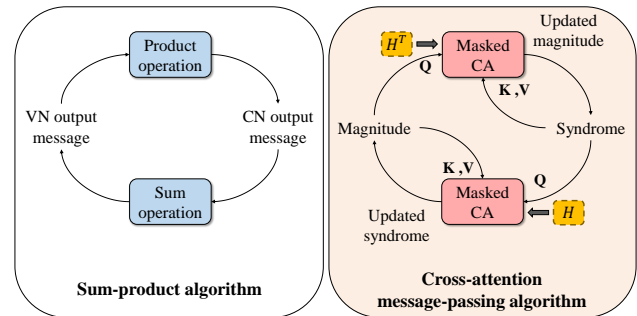 Product
operation
VN output
message
CN output
message
Sum
operation
Sum-product algorithm
H^T
Masked
CA
Updated
magnitude
Q
K ,V
Magnitude
Syndrome
K ,V
Q
Masked
CA
H
Updated
syndrome
Cross-attention
message-passing algorithm